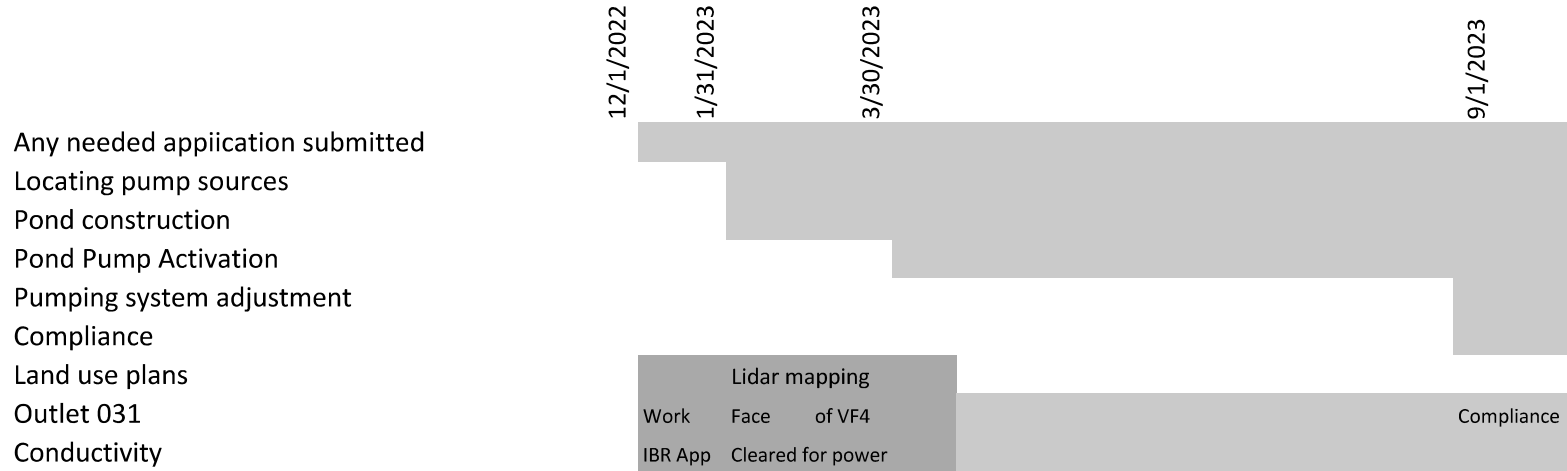 12/1/2022 1/31/2023 3/30/2023 9/1/2023
Any needed appiication submitted
Locating pump sources
Pond construction
Pond Pump Activation
Pumping system adjustment
Compliance
Land use plans Lidar mapping
Outlet 031 Work Face of VF4 Compliance
Conductivity IBR App Cleared for power